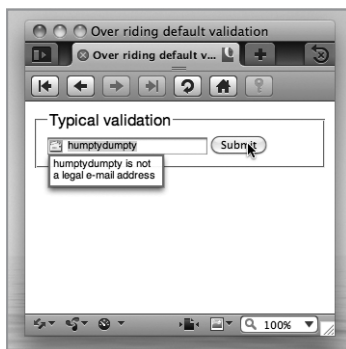 Over riding default validation
Over riding default v...
Typical validation
humptydumpty
Submit
humptydumpty is not
a legal e-mail address
100%